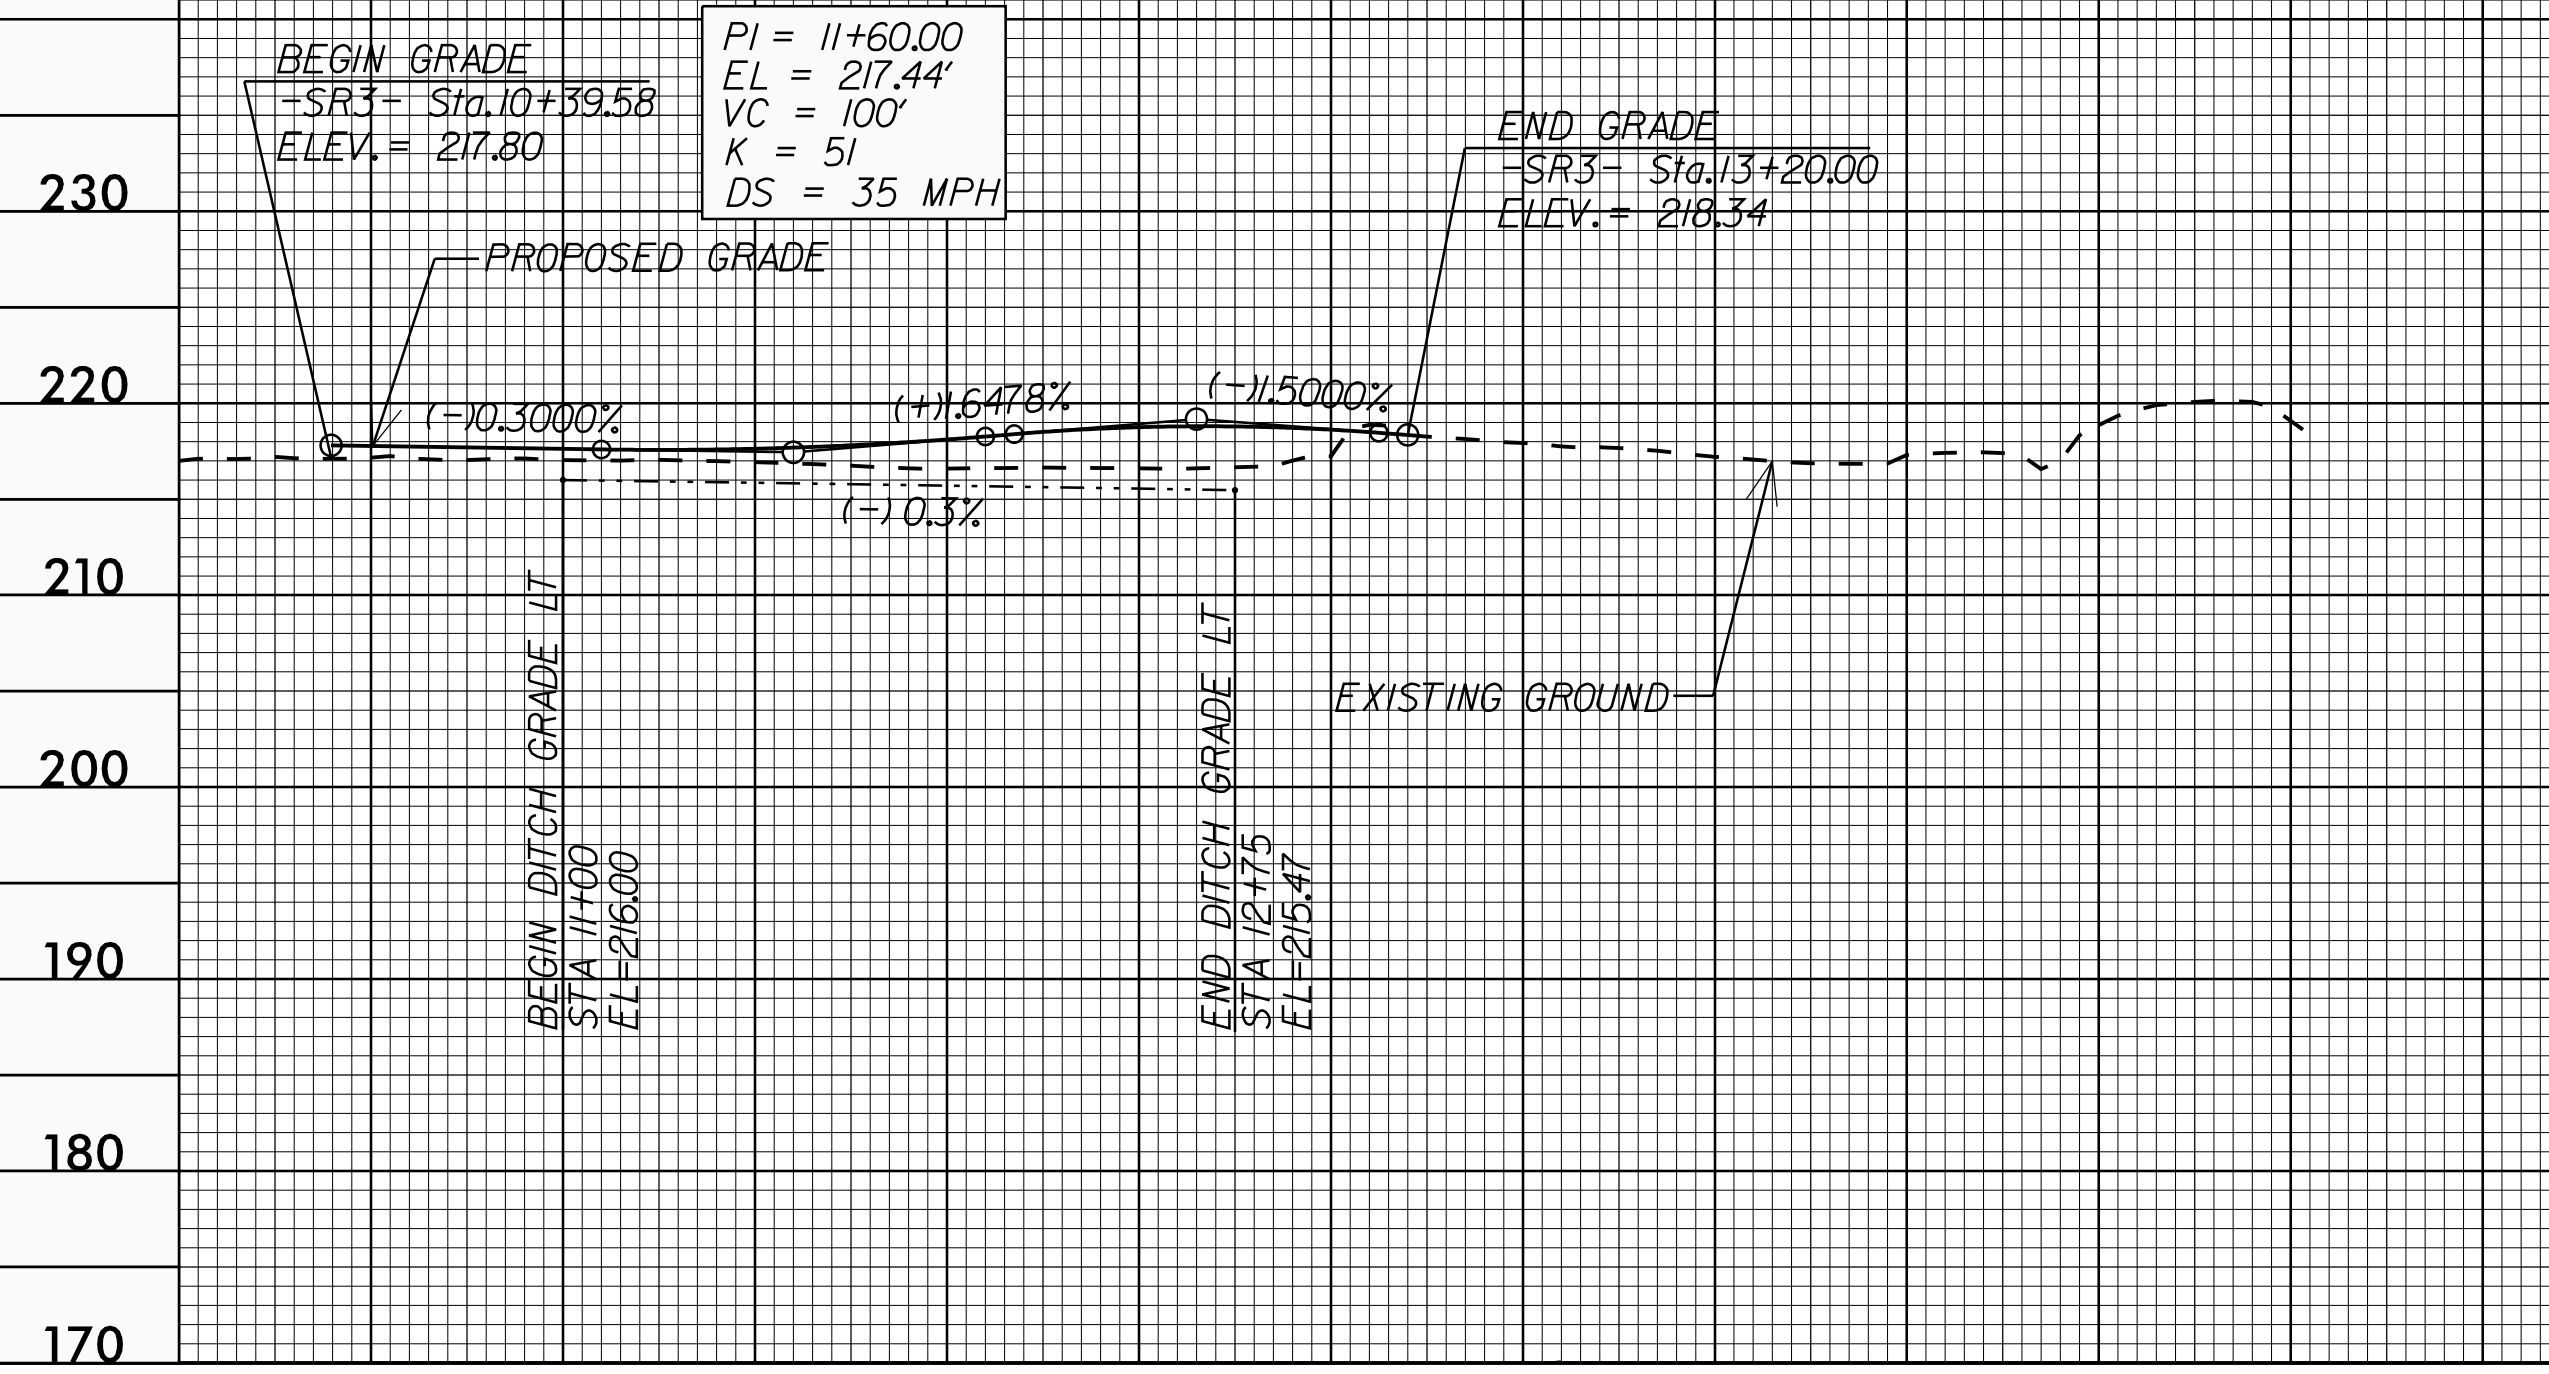 BEGIN GRADE
-SR3- Sta.10+39.58
ELEV.= 217.80
PI = 11+60.00
EL = 217.44'
VC = 100'
K = 51
DS = 35 MPH
END GRADE
-SR3- Sta.13+20.00
ELEV.= 218.34
PROPOSED GRADE
230
220
210
200
190
180
170
(-)0.3000%
(+)1.6478%
(-)1.5000%
(-) 0.3%
BEGIN DITCH GRADE LT
STA 11+00
EL=216.00
END DITCH GRADE LT
STA 12+75
EL=215.47
EXISTING GROUND